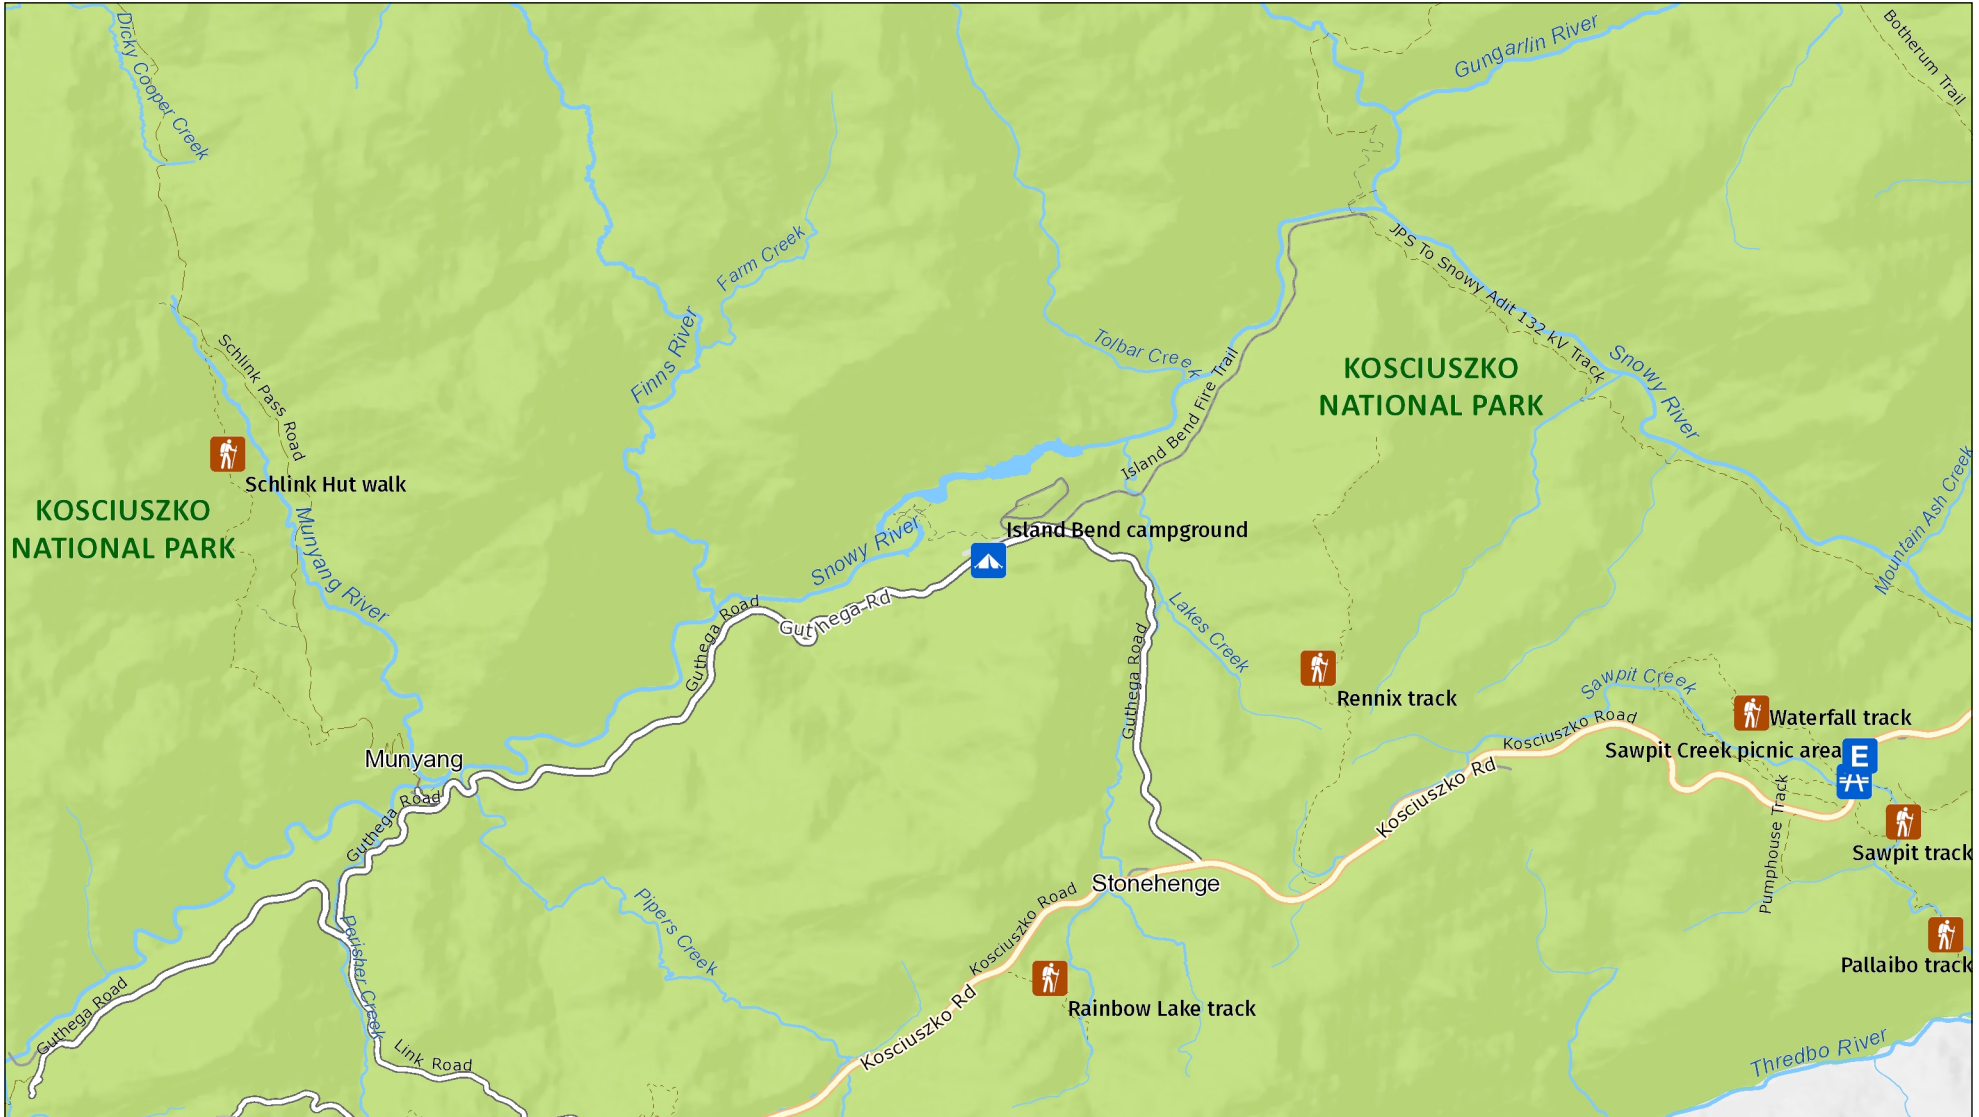 Dicky Cooper Creek
Gungarlin River
Botherum Trail
Farm Creek
JPS To Snowy Adit 132 kV Track
Finns River
Tolbar Creek
Schlink Pass Road
Island Bend Fire Trail
KOSCIUSZKO
NATIONAL PARK
Snowy River
Schlink Hut walk
KOSCIUSZKO
NATIONAL PARK
Munyang River
Snowy River
Island Bend campground
Mountain Ash Creek
Guthega Road
Guthega Rd
Lakes Creek
Guthega Road
Rennix track
Sawpit Creek
Kosciuszko Road
Waterfall track
Sawpit Creek picnic area
E
Munyang
Guthega Road
Kosciuszko Rd
Pumphouse Track
Sawpit track
Stonehenge
Kosciuszko Road
Pipers Creek
Perisher Creek
Pallaibo track
Guthega Road
Rainbow Lake track
Kosciuszko Rd
Link Road
Thredbo River